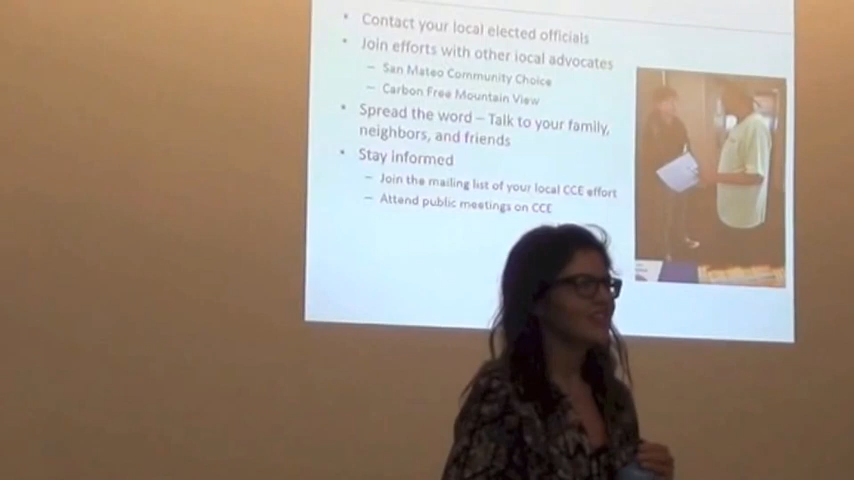 • Contact your local elected officials
• Join efforts with other local advocates
– San Mateo Community Choice
– Carbon Free Mountain View
• Spread the word – Talk to your family,
neighbors, and friends
• Stay informed
– Join the mailing list of your local CCE effort
– Attend public meetings on CCE